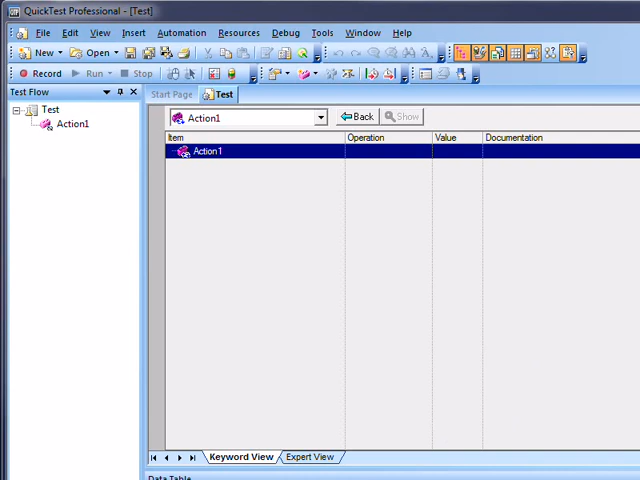 QuickTest Professional - [Test]
File Edit View Insert Automation Resources Debug Tools Window Help
New Open
Record Run Stop
Test Flow
Start Page Test
Test
Action1
Action1 Back Show
Item Operation Value Documentation
Action1
Keyword View Expert View
Data Table